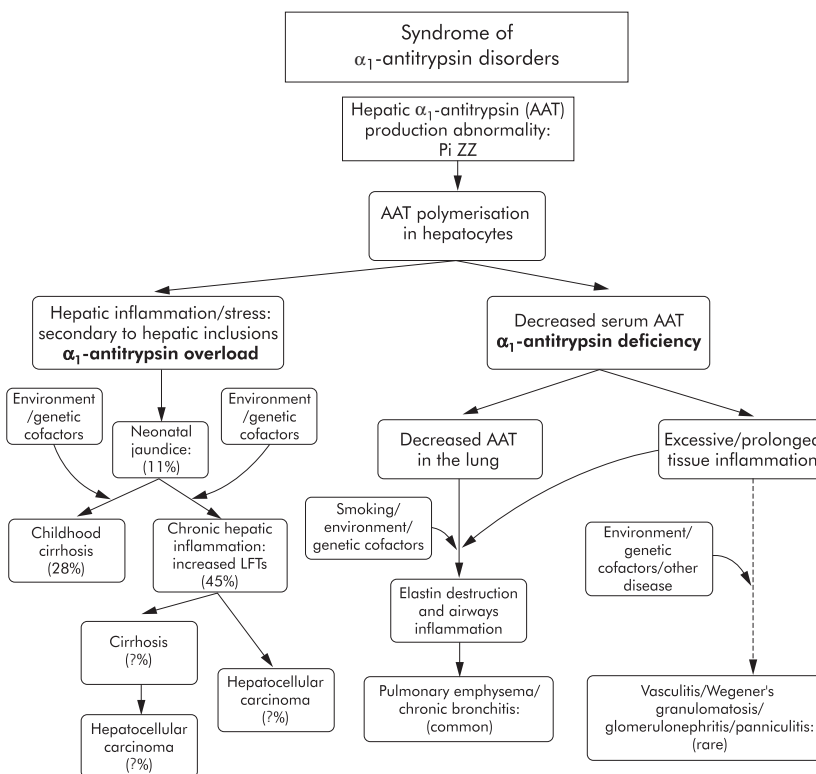 Syndrome of
α1-antitrypsin disorders
Hepatic α1-antitrypsin (AAT)
production abnormality:
Pi ZZ
AAT polymerisation
in hepatocytes
Hepatic inflammation/stress:
secondary to hepatic inclusions
α1-antitrypsin overload
Decreased serum AAT
α1-antitrypsin deficiency
Environment
/genetic
cofactors
Neonatal
jaundice:
(11%)
Environment
/genetic
cofactors
Decreased AAT
in the lung
Excessive/prolonged
tissue inflammation
Childhood
cirrhosis
(28%)
Chronic hepatic
inflammation:
increased LFTs
(45%)
Smoking/
environment/
genetic cofactors
Environment/
genetic
cofactors/other
disease
Elastin destruction
and airways
inflammation
Cirrhosis
(?%)
Hepatocellular
carcinoma
(?%)
Hepatocellular
carcinoma
(?%)
Pulmonary emphysema/
chronic bronchitis:
(common)
Vasculitis/Wegener's
granulomatosis/
glomerulonephritis/panniculitis:
(rare)